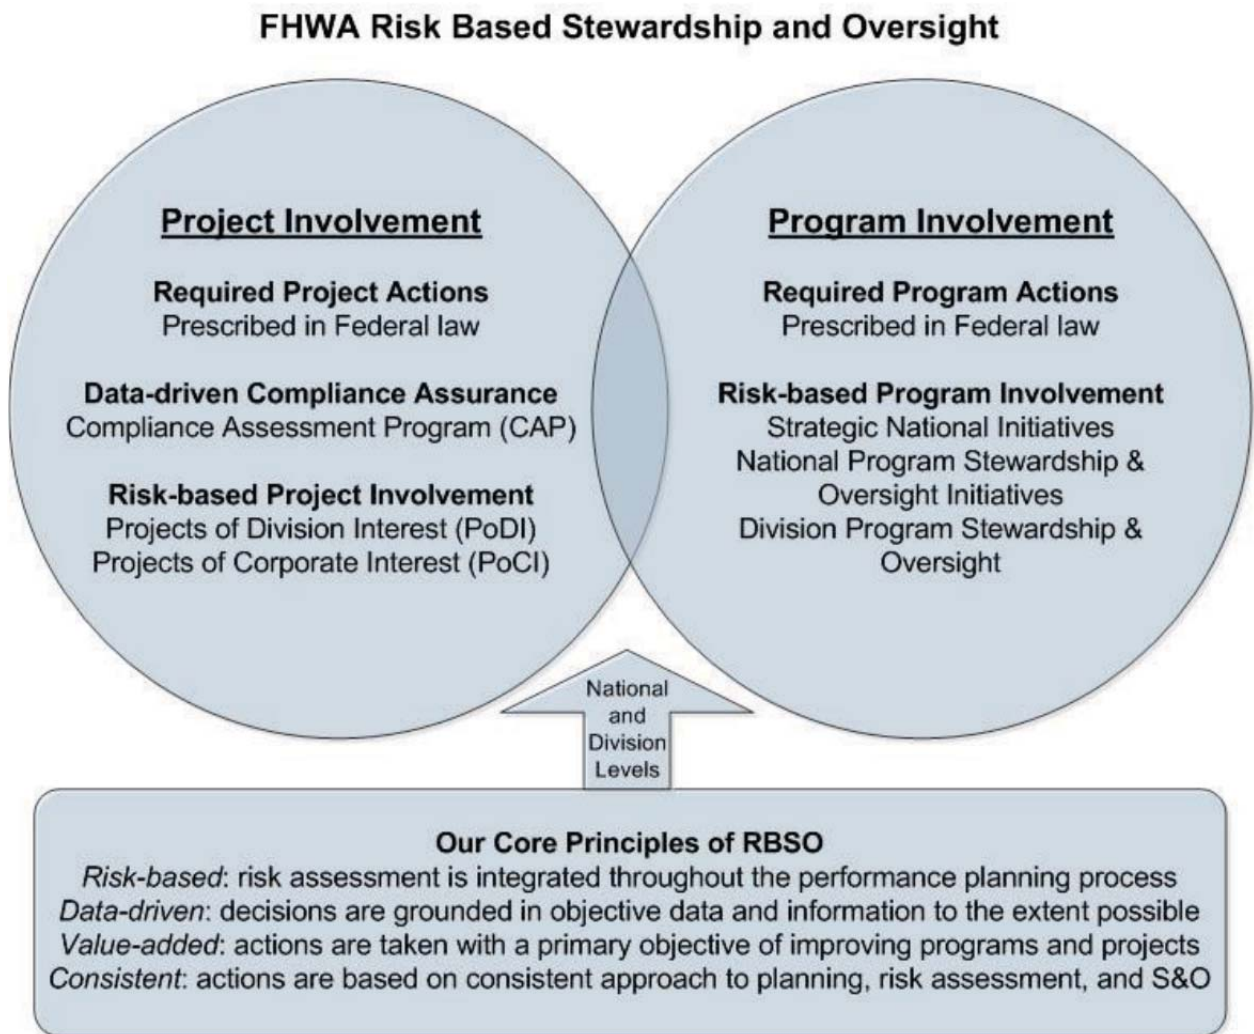 FHWA Risk Based Stewardship and Oversight
Project Involvement
Required Project Actions
Prescribed in Federal law
Data-driven Compliance Assurance
Compliance Assessment Program (CAP)
Risk-based Project Involvement
Projects of Division Interest (PoDI)
Projects of Corporate Interest (PoCI)
Program Involvement
Required Program Actions
Prescribed in Federal law
Risk-based Program Involvement
Strategic National Initiatives
National Program Stewardship &
Oversight Initiatives
Division Program Stewardship &
Oversight
National
and
Division
Levels
Our Core Principles of RBSO
Risk-based: risk assessment is integrated throughout the performance planning process
Data-driven: decisions are grounded in objective data and information to the extent possible
Value-added: actions are taken with a primary objective of improving programs and projects
Consistent: actions are based on consistent approach to planning, risk assessment, and S&O